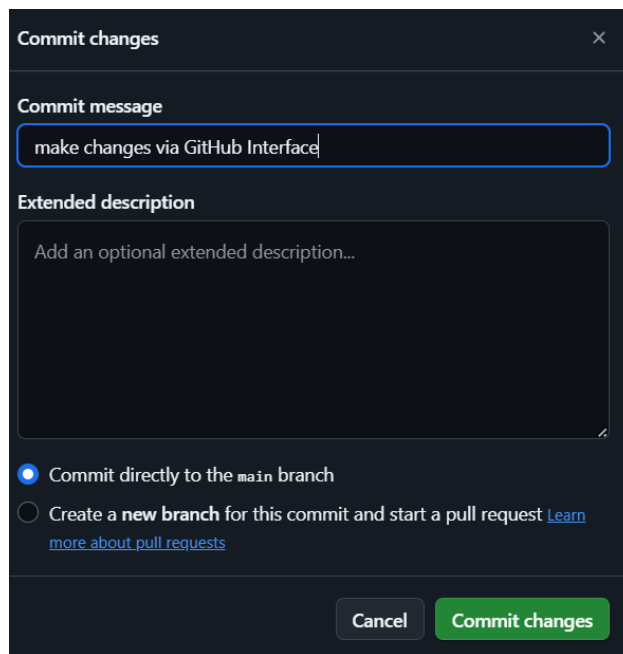 Commit changes
Commit message
make changes via GitHub Interface
Extended description
Add an optional extended description...
Commit directly to the main branch
Create a new branch for this commit and start a pull request Learn
more about pull requests
Cancel
Commit changes